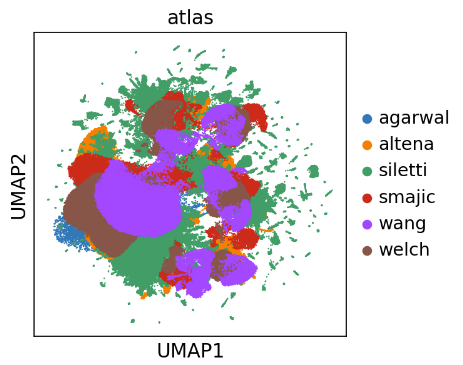 atlas
UMAP2
UMAP1
agarwal
altena
siletti
smajic
wang
welch